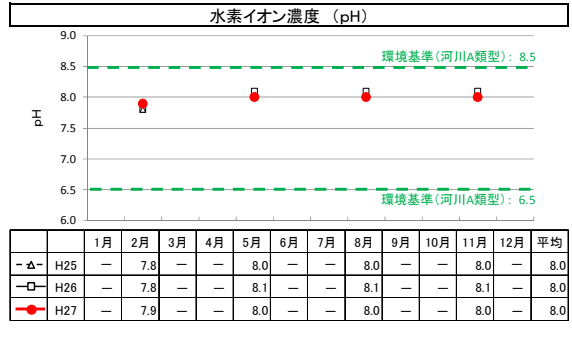 水素イオン濃度 （pH）
9.0
環境基準（河川A類型）: 8.5
8.5
8.0
pH
7.5
7.0
6.5
環境基準（河川A類型）: 6.5
6.0
1月 2月 3月 4月 5月 6月 7月 8月 9月 10月 11月 12月 平均
H25 － 7.8 － － 8.0 － － 8.0 － － 8.0 － 8.0
H26 － 7.8 － － 8.1 － － 8.1 － － 8.1 － 8.0
H27 － 7.9 － － 8.0 － － 8.0 － － 8.0 － 8.0